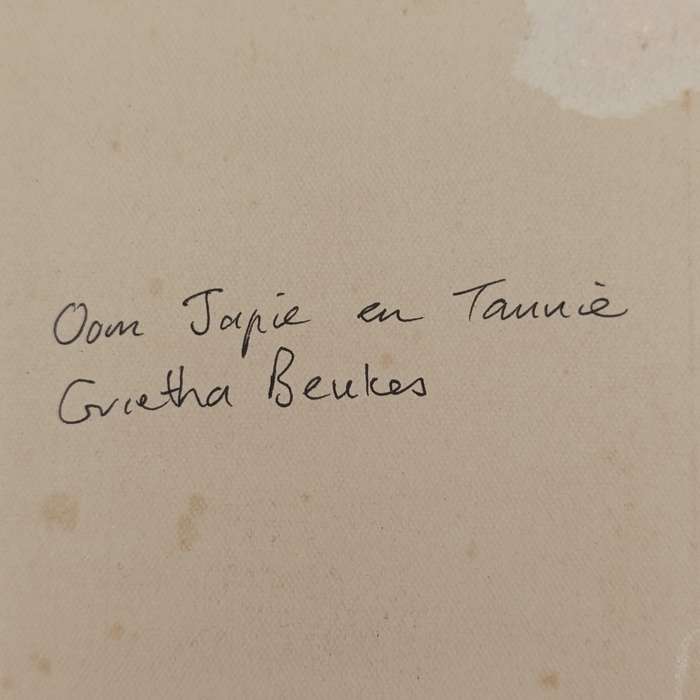 Oom Japie en Tannie
Grietha Beukes